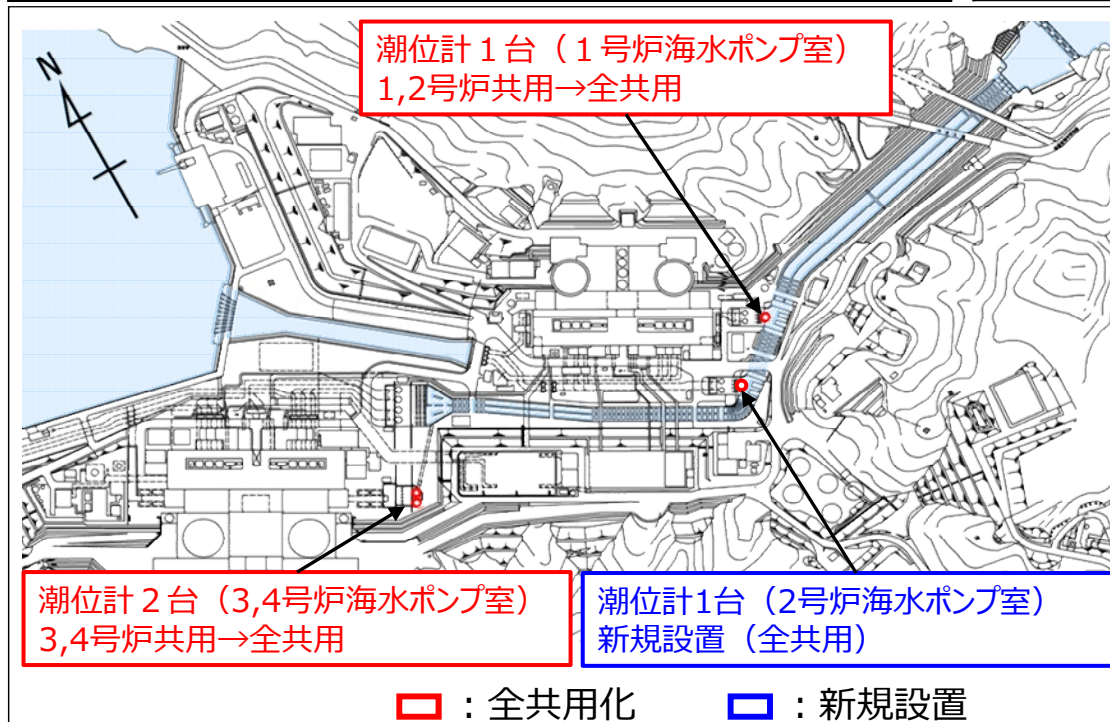 N
潮位計１台（１号炉海水ポンプ室）
1,2号炉共用→全共用
潮位計２台（3,4号炉海水ポンプ室）
3,4号炉共用→全共用
潮位計1台（2号炉海水ポンプ室）
新規設置（全共用）
：全共用化
：新規設置